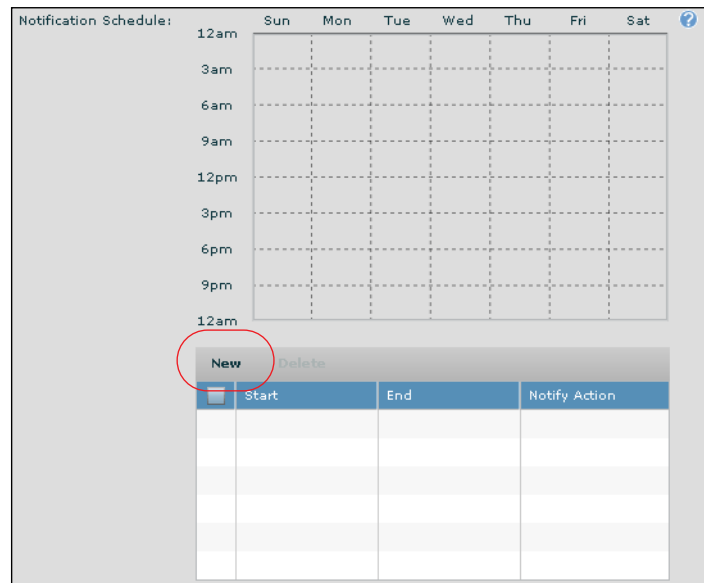 Notification Schedule:
Sun Mon Tue Wed Thu Fri Sat ?
12am
3am
6am
9am
12pm
3pm
6pm
9pm
12am
New Delete
Start End Notify Action